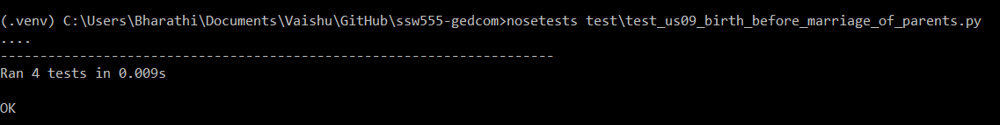 (.venv) C:\Users\Bharathi\Documents\Vaishu\GitHub\ssw555-gedcom>nosetests test\test_us09_birth_before_marriage_of_parents.py
....
----------------------------------------------------------------------
Ran 4 tests in 0.009s
OK